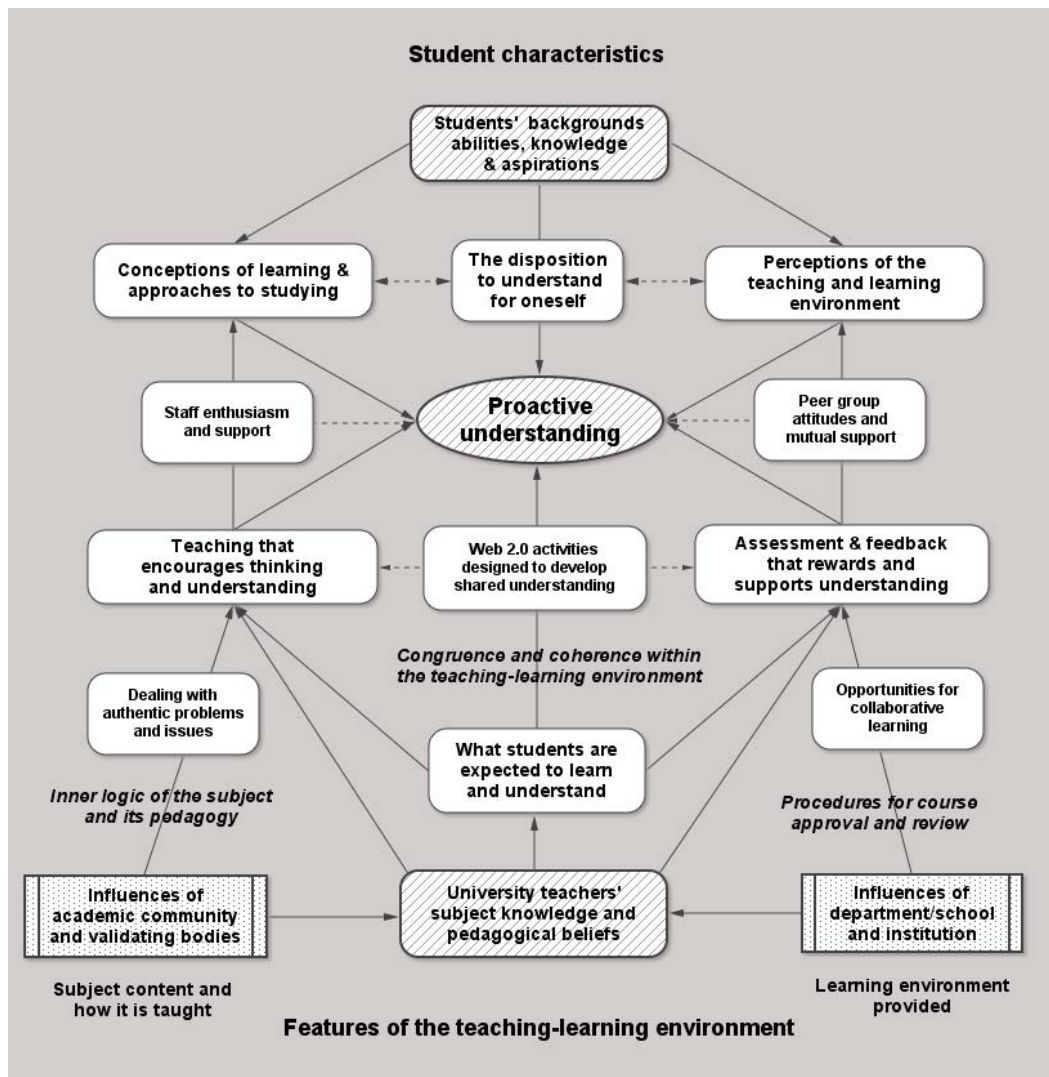 Student characteristics
Students' backgrounds
abilities, knowledge
& aspirations
Conceptions of learning &
approaches to studying
The disposition
to understand
for oneself
Perceptions of the
teaching and learning
environment
Staff enthusiasm
and support
Proactive
understanding
Peer group
attitudes and
mutual support
Teaching that
encourages thinking
and understanding
Web 2.0 activities
designed to develop
shared understanding
Assessment & feedback
that rewards and
supports understanding
Congruence and coherence within
the teaching-learning environment
Dealing with
authentic problems
and issues
Opportunities for
collaborative
learning
What students are
expected to learn
and understand
Inner logic of the subject
and its pedagogy
Procedures for course
approval and review
Influences of
academic community
and validating bodies
University teachers'
subject knowledge and
pedagogical beliefs
Influences of
department/school
and institution
Subject content and
how it is taught
Learning environment
provided
Features of the teaching-learning environment